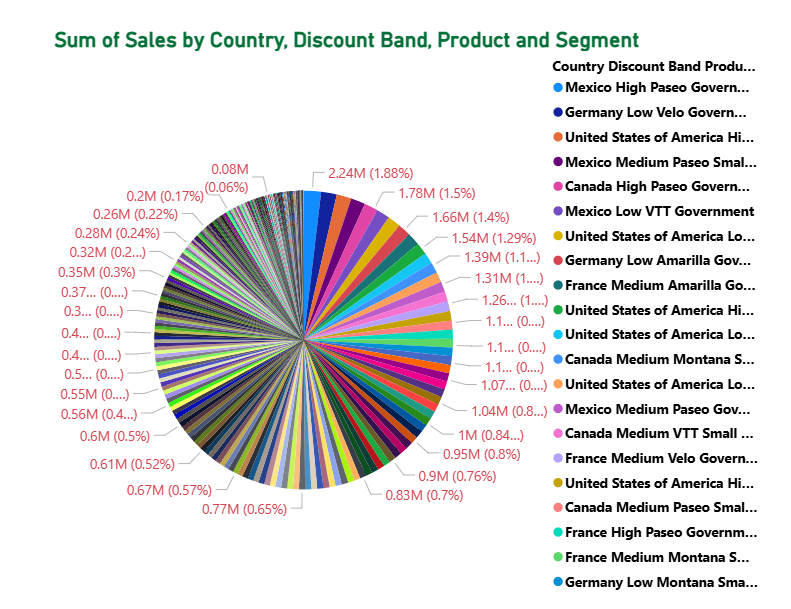 Sum of Sales by Country, Discount Band, Product and Segment
Country Discount Band Produ...
Mexico High Paseo Govern...
Germany Low Velo Govern...
United States of America Hi...
Mexico Medium Paseo Smal...
Canada High Paseo Govern...
Mexico Low VTT Government
United States of America Lo...
Germany Low Amarilla Gov...
France Medium Amarilla Go...
United States of America Hi...
United States of America Lo...
Canada Medium Montana S...
United States of America Lo...
Mexico Medium Paseo Gov...
Canada Medium VTT Small ...
France Medium Velo Govern...
United States of America Hi...
Canada Medium Paseo Smal...
France High Paseo Governm...
France Medium Montana S...
Germany Low Montana Sma...
2.24M (1.88%)
1.78M (1.5%)
1.66M (1.4%)
1.54M (1.29%)
1.39M (1.1...)
1.31M (1....)
1.26... (1....)
1.1... (0....)
1.1... (0....)
1.1... (0....)
1.07... (0....)
1.04M (0.8...)
1M (0.84...)
0.95M (0.8%)
0.9M (0.76%)
0.83M (0.7%)
0.77M (0.65%)
0.67M (0.57%)
0.61M (0.52%)
0.6M (0.5%)
0.56M (0.4...)
0.55M (0....)
0.5... (0....)
0.4... (0....)
0.4... (0....)
0.3... (0....)
0.37... (0....)
0.35M (0.3%)
0.32M (0.2...)
0.28M (0.24%)
0.26M (0.22%)
0.2M (0.17%)
0.08M
(0.06%)